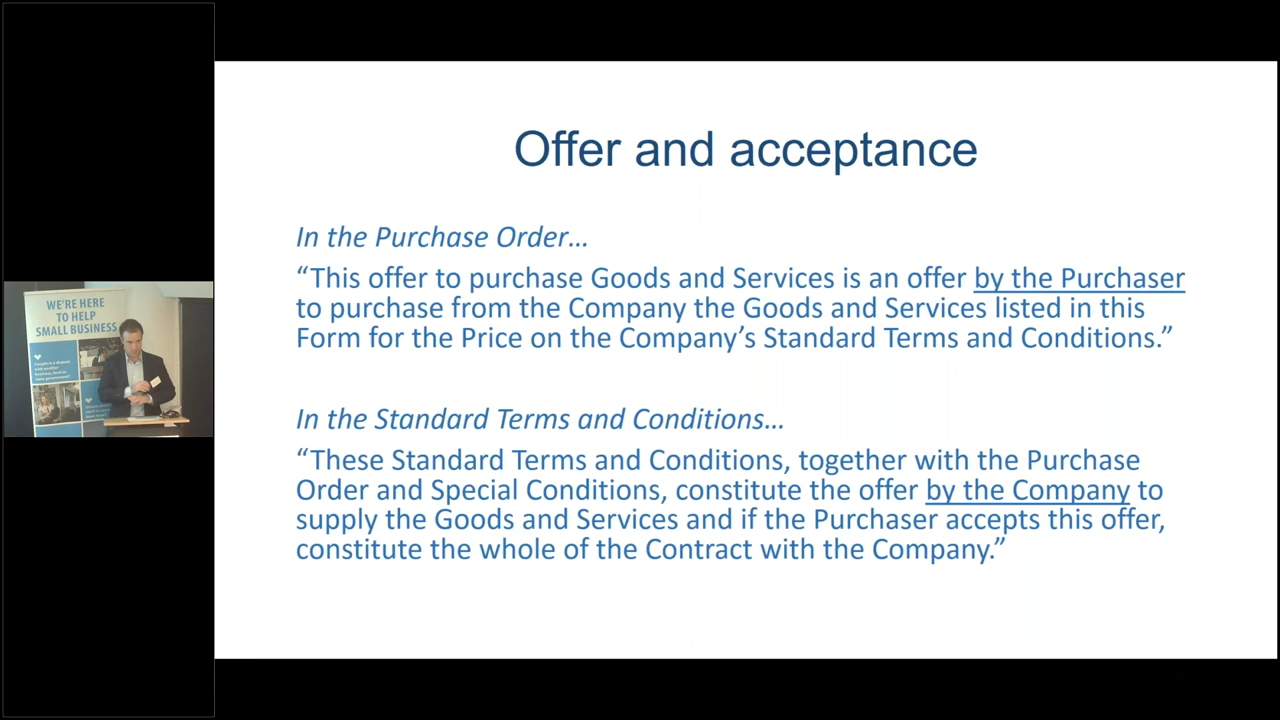 Offer and acceptance
In the Purchase Order…
“This offer to purchase Goods and Services is an offer by the Purchaser
to purchase from the Company the Goods and Services listed in this
Form for the Price on the Company’s Standard Terms and Conditions.”
In the Standard Terms and Conditions…
“These Standard Terms and Conditions, together with the Purchase
Order and Special Conditions, constitute the offer by the Company to
supply the Goods and Services and if the Purchaser accepts this offer,
constitute the whole of the Contract with the Company.”
WE’RE HERE
TO HELP
SMALL BUSINESS